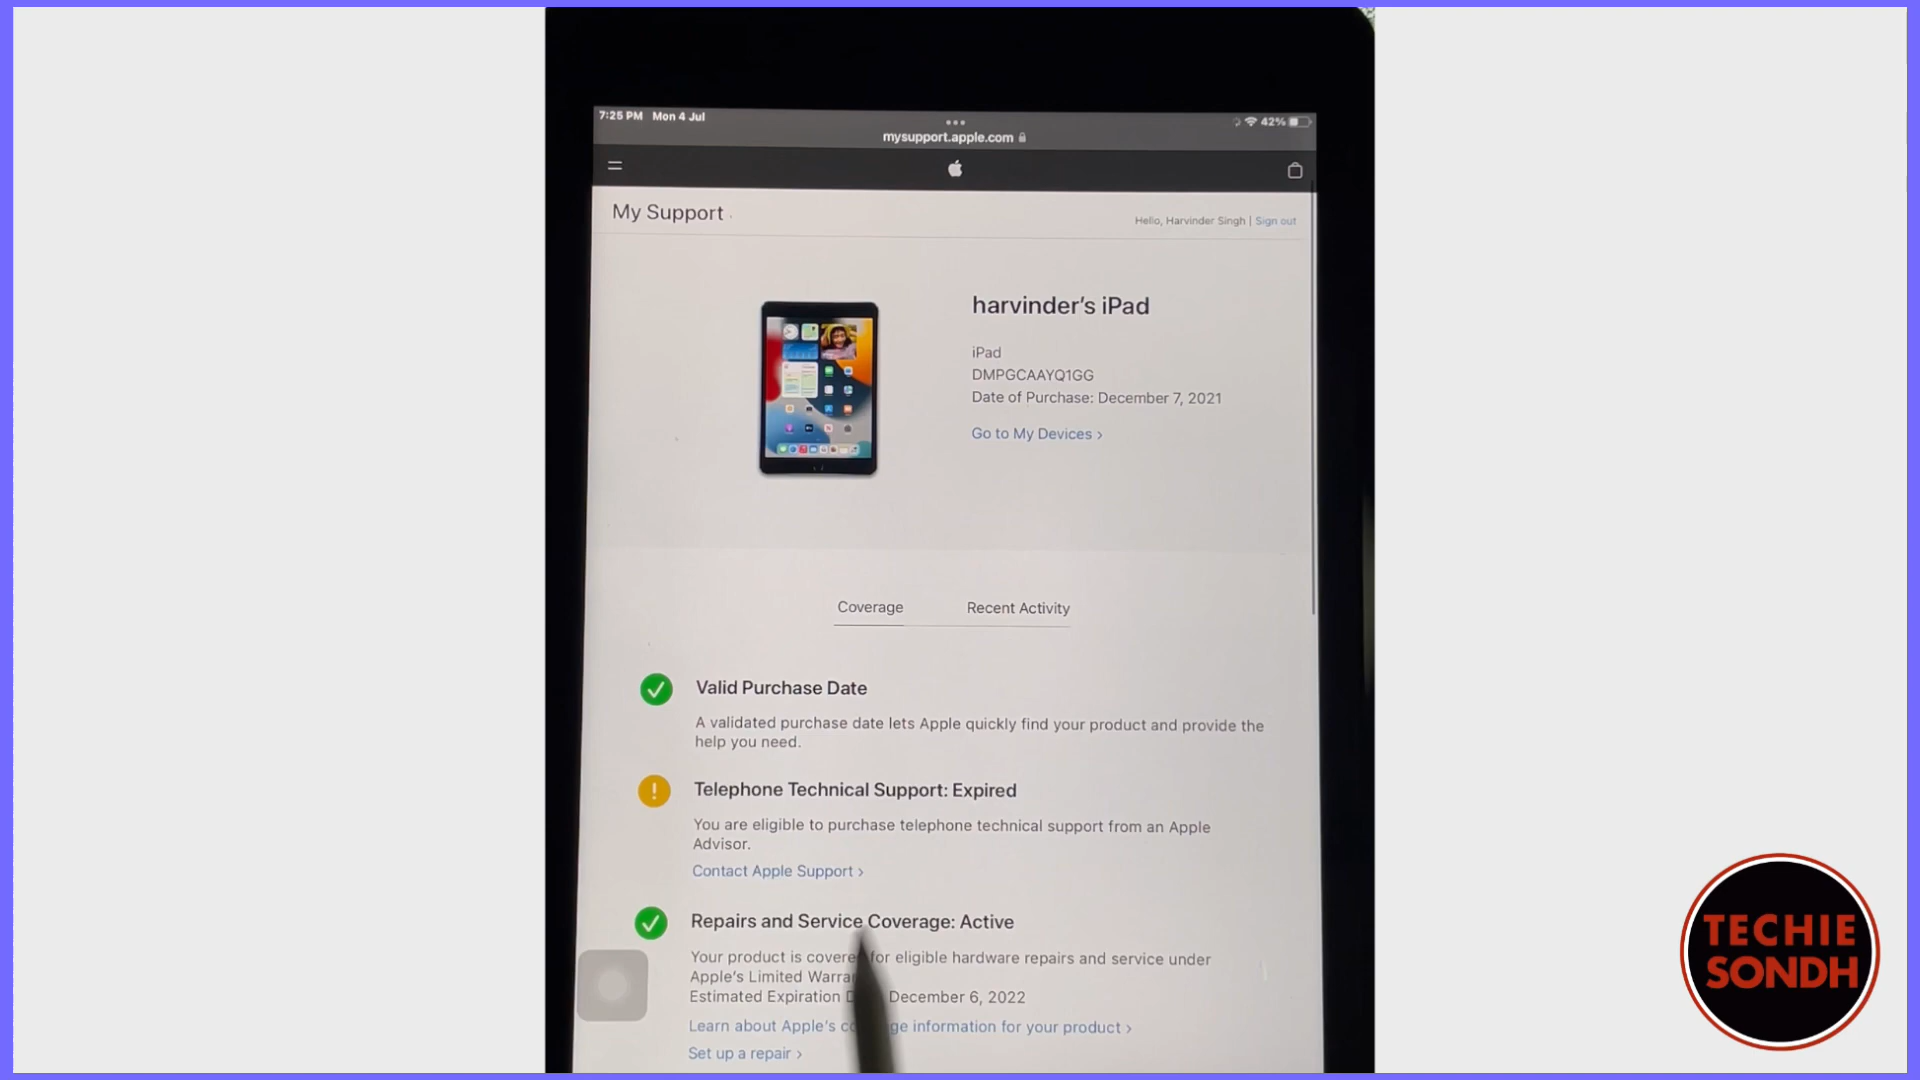 7:25 PM Mon 4 Jul
42%
mysupport.apple.com
My Support
Hello, Harvinder Singh | Sign out
harvinder's iPad
iPad
DMPGCAAYQ1GG
Date of Purchase: December 7, 2021
Go to My Devices >
Coverage Recent Activity
Valid Purchase Date
A validated purchase date lets Apple quickly find your product and provide the
help you need.
Telephone Technical Support: Expired
You are eligible to purchase telephone technical support from an Apple
Advisor.
Contact Apple Support >
Repairs and Service Coverage: Active
Your product is covered for eligible hardware repairs and service under
Apple's Limited
Estimated Expiration December 6, 2022
Learn about Apple's information for your product >
Set up a repair >
TECHIE
SONDH